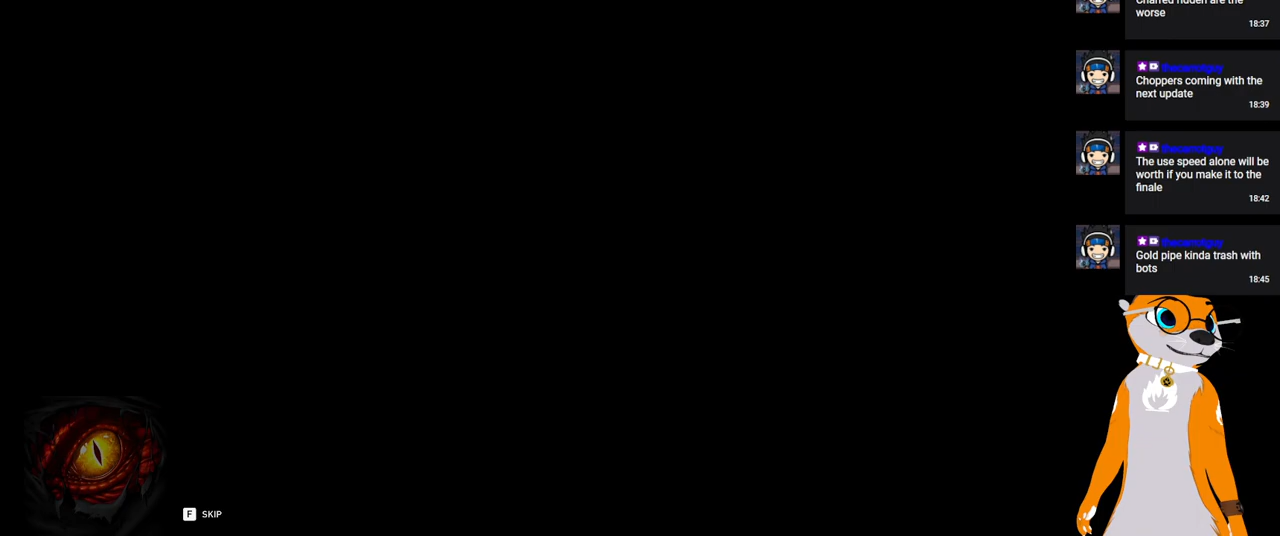 worse
18:37
Choppers coming with the
next update
18:39
The use speed alone will be
worth if you make it to the
finale
18:42
Gold pipe kinda trash with
bots
18:45
F SKIP